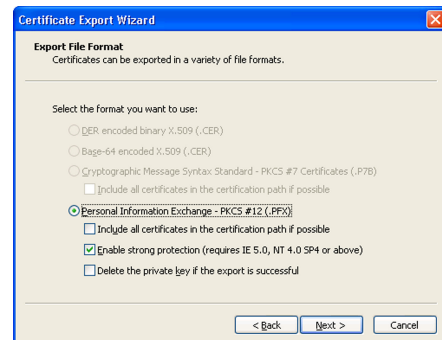 Certificate Export Wizard
Export File Format
Certificates can be exported in a variety of file formats.
Select the format you want to use:
DER encoded binary X.509 (.CER)
Base-64 encoded X.509 (.CER)
Cryptographic Message Syntax Standard - PKCS #7 Certificates (.P7B)
Include all certificates in the certification path if possible
Personal Information Exchange - PKCS #12 (.PFX)
Include all certificates in the certification path if possible
Enable strong protection (requires IE 5.0, NT 4.0 SP4 or above)
Delete the private key if the export is successful
< Back Next > Cancel